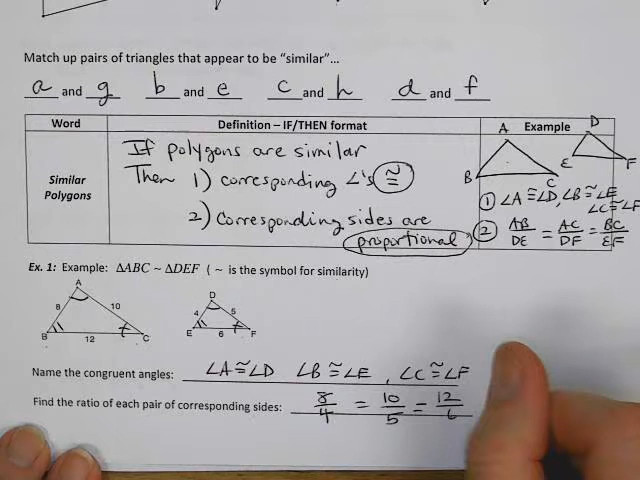 Match up pairs of triangles that appear to be “similar”...
a and g b and e c and h d and f
Word Definition – IF/THEN format Example
Similar Polygons
If polygons are similar
Then 1) corresponding ∠'s ≅
2) Corresponding sides are
proportional
A D
B C E F
① ∠A ≅ ∠D, ∠B ≅ ∠E
∠C ≅ ∠F
② AB/DE = AC/DF = BC/EF
Ex. 1: Example: ΔABC ~ ΔDEF ( ~ is the symbol for similarity)
A
8 10
B 12 C
D
4 5
E 6 F
Name the congruent angles: ∠A ≅ ∠D ∠B ≅ ∠E , ∠C ≅ ∠F
Find the ratio of each pair of corresponding sides: 8/4 = 10/5 = 12/6